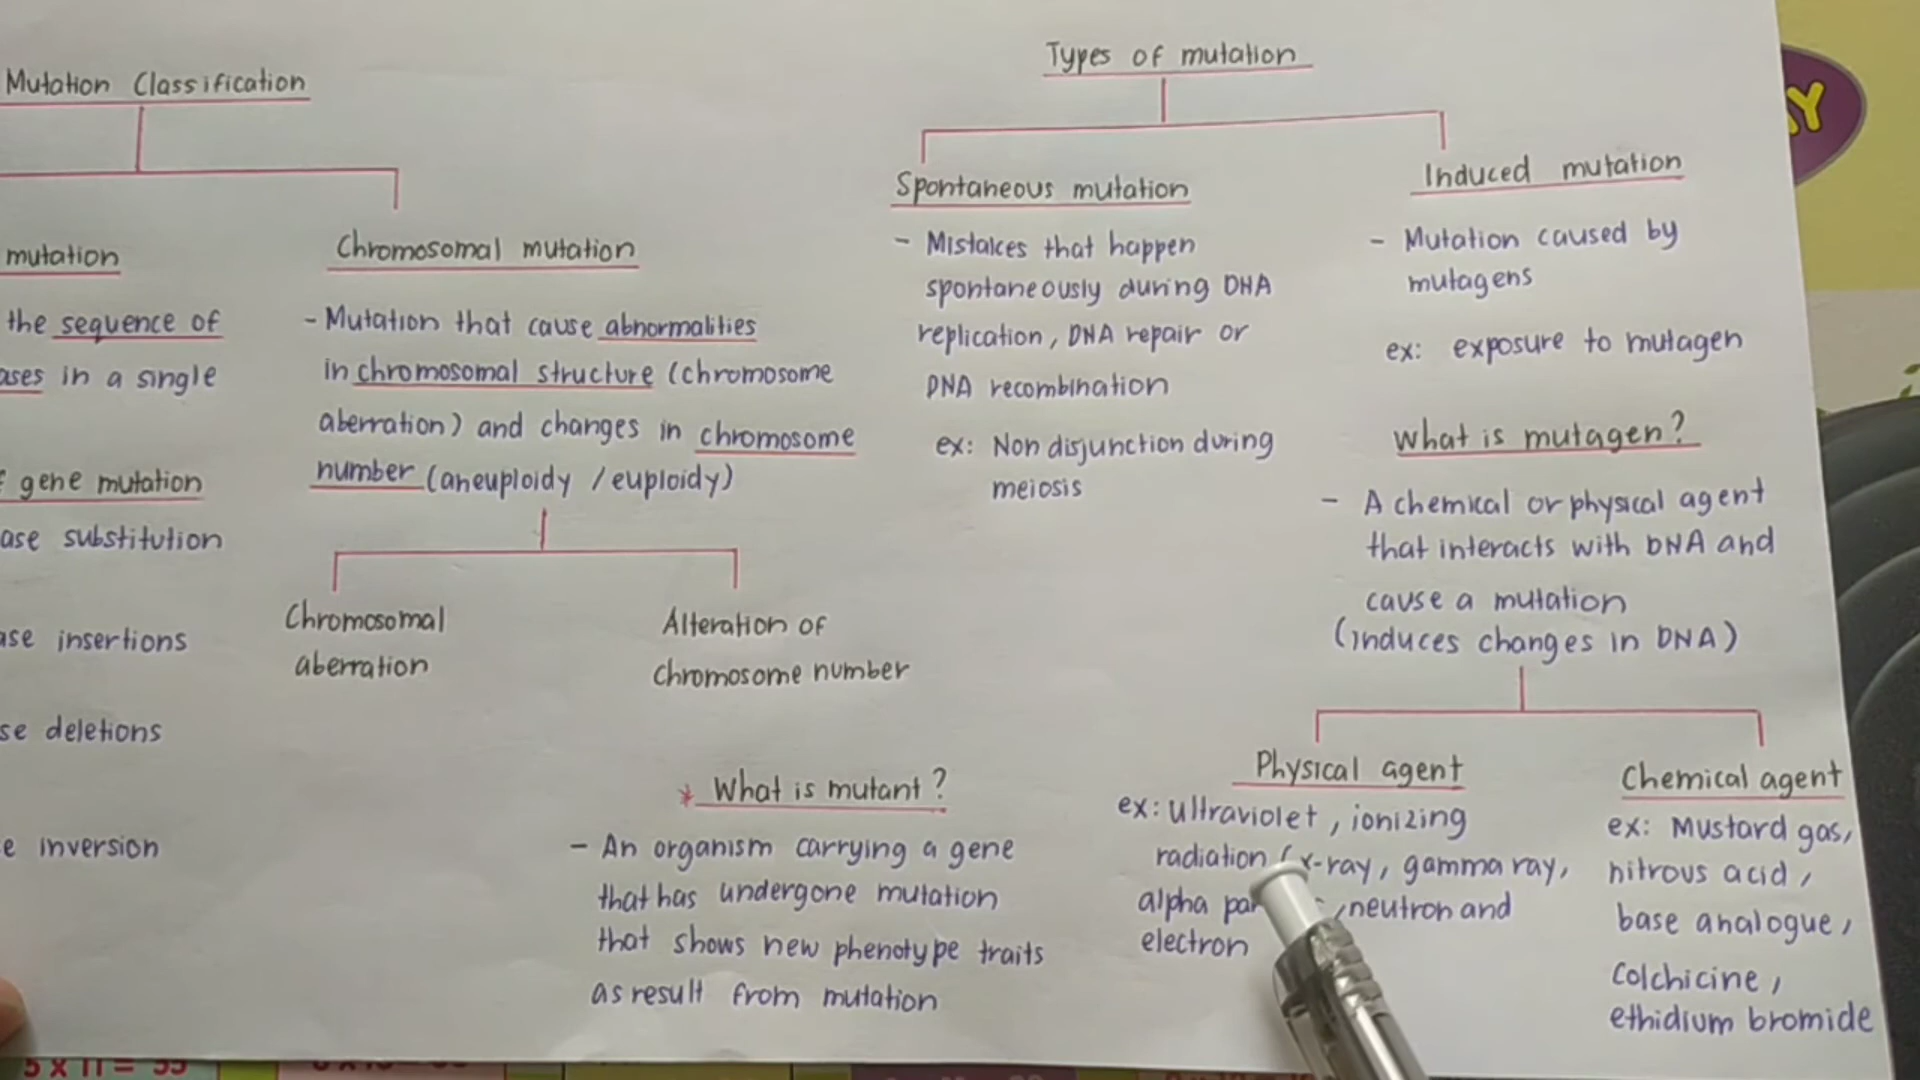 Mutation Classification
mutation
the sequence of
ases in a single
gene mutation
ase substitution
ase insertions
se deletions
e inversion
Chromosomal mutation
- Mutation that cause abnormalities
in chromosomal structure (chromosome
aberration) and changes in chromosome
number (aneuploidy / euploidy)
Chromosomal
aberration
Alteration of
chromosome number
* What is mutant?
- An organism carrying a gene
that has undergone mutation
that shows new phenotype traits
as result from mutation
Types of mutation
Spontaneous mutation
- Mistakes that happen
spontaneously during DNA
replication, DNA repair or
DNA recombination
ex: Non disjunction during
meiosis
Induced mutation
- Mutation caused by
mutagens
ex: exposure to mutagen
What is mutagen?
- A chemical or physical agent
that interacts with DNA and
cause a mutation
(induces changes in DNA)
Physical agent
ex: ultraviolet, ionizing
radiation (x-ray, gamma ray,
alpha , neutron and
electron
Chemical agent
ex: Mustard gas,
nitrous acid,
base analogue,
colchicine,
ethidium bromide
5 x 11 = 55